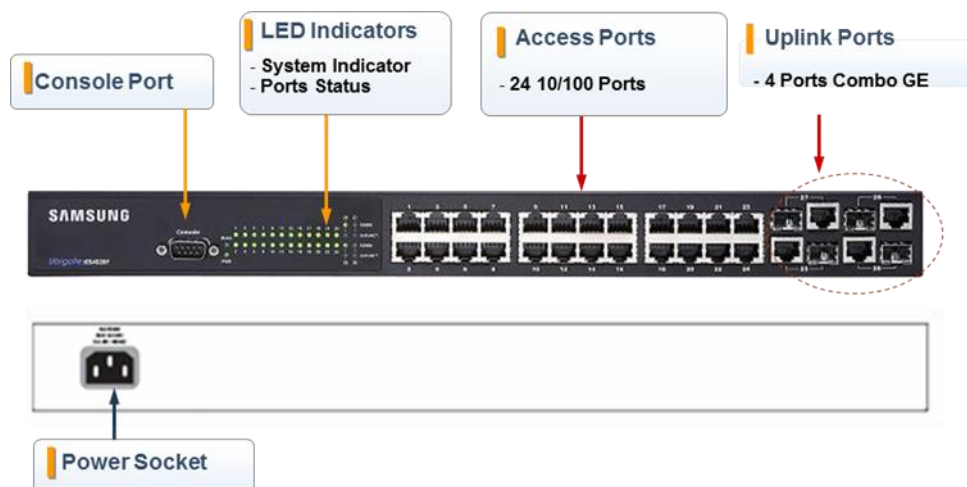 Console Port
LED Indicators
- System Indicator
- Ports Status
Access Ports
- 24 10/100 Ports
Uplink Ports
- 4 Ports Combo GE
SAMSUNG
Console
Ubigate
1 3 5 7 9 11 13 15 17 19 21 23
2 4 6 8 10 12 14 16 18 20 22 24
27
25
Power Socket